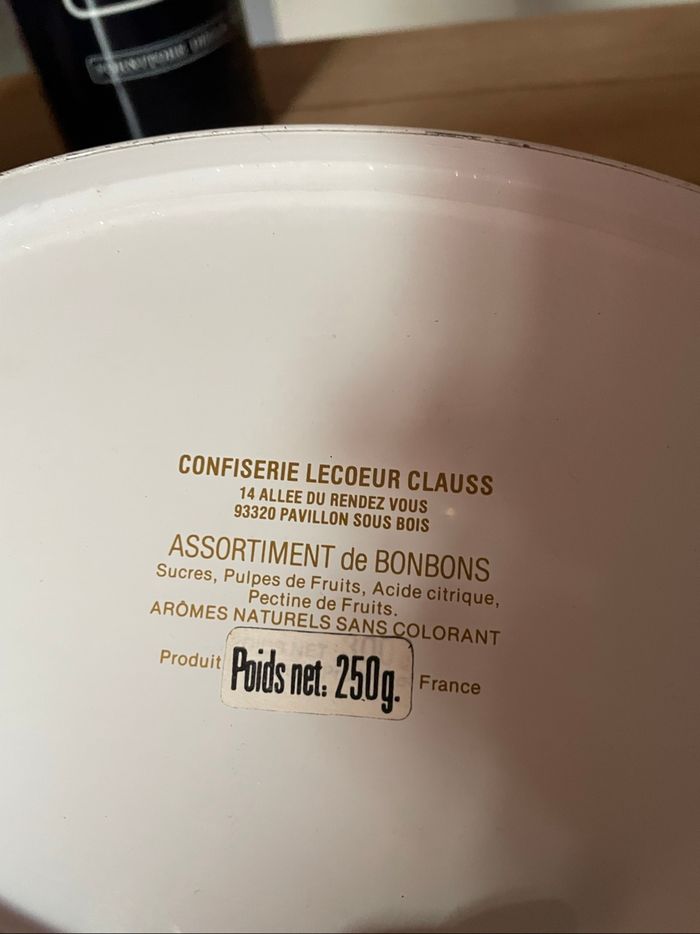 CONFISERIE LECOEUR CLAUSS
14 ALLEE DU RENDEZ VOUS
93320 PAVILLON SOUS BOIS
ASSORTIMENT de BONBONS
Sucres, Pulpes de Fruits, Acide citrique,
Pectine de Fruits.
ARÔMES NATURELS SANS COLORANT
Produit Poids net: 250g. France